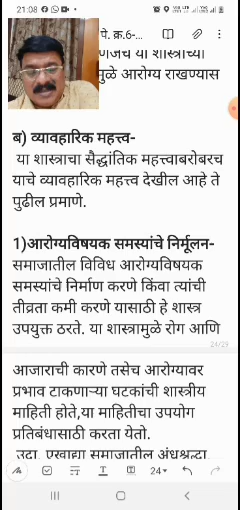 21:08
पे. क्र.6-...
णजच या शास्त्राच्या
मुळे आरोग्य राखण्यास
ब) व्यावहारिक महत्त्व-
या शास्त्राचा सैद्धांतिक महत्त्वाबरोबरच
याचे व्यावहारिक महत्त्व देखील आहे ते
पुढील प्रमाणे.
1)आरोग्यविषयक समस्यांचे निर्मूलन-
समाजातील विविध आरोग्यविषयक
समस्यांचे निर्माण करणे किंवा त्यांची
तीव्रता कमी करणे यासाठी हे शास्त्र
उपयुक्त ठरते. या शास्त्रामुळे रोग आणि
24/29
आजाराची कारणे तसेच आरोग्यावर
प्रभाव टाकणाऱ्या घटकांची शास्त्रीय
माहिती होते,या माहितीचा उपयोग
प्रतिबंधासाठी करता येतो.
उदा. एखाद्या समाजातील अंधश्रद्धा
24